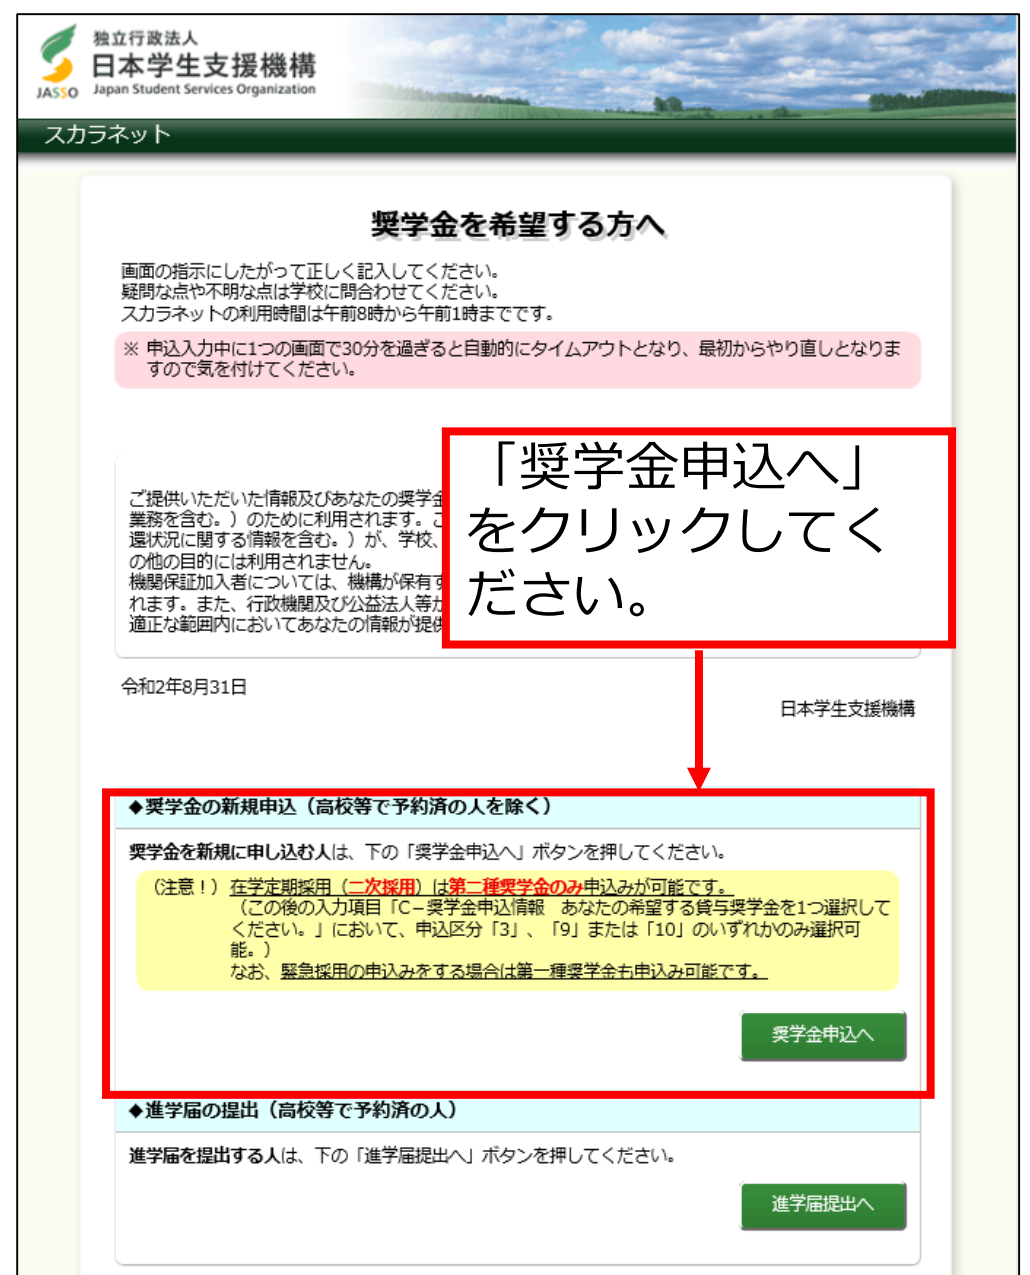 独立行政法人
日本学生支援機構
JASSO Japan Student Services Organization
スカラネット
奨学金を希望する方へ
画面の指示にしたがって正しく記入してください。
疑問な点や不明な点は学校に問合わせてください。
スカラネットの利用時間は午前8時から午前1時までです。
※ 申込入力中に1つの画面で30分を過ぎると自動的にタイムアウトとなり、最初からやり直しとなりま
すので気を付けてください。
「奨学金申込へ」
をクリックしてく
ださい。
ご提供いただいた情報及びあなたの奨学金
業務を含む。）のために利用されます。こ
還状況に関する情報を含む。）が、学校、
の他の目的には利用されません。
機関保証加入者については、機構が保有す
れます。また、行政機関及び公益法人等か
適正な範囲内においてあなたの情報が提供
令和2年8月31日
日本学生支援機構
◆奨学金の新規申込（高校等で予約済の人を除く）
奨学金を新規に申し込む人は、下の「奨学金申込へ」ボタンを押してください。
（注意！）在学定期採用（二次採用）は第二種奨学金のみ申込みが可能です。
（この後の入力項目「C－奨学金申込情報　あなたの希望する貸与奨学金を1つ選択して
ください。」において、申込区分「3」、「9」または「10」のいずれかのみ選択可
能。）
なお、緊急採用の申込みをする場合は第一種奨学金も申込み可能です。
奨学金申込へ
◆進学届の提出（高校等で予約済の人）
進学届を提出する人は、下の「進学届提出へ」ボタンを押してください。
進学届提出へ